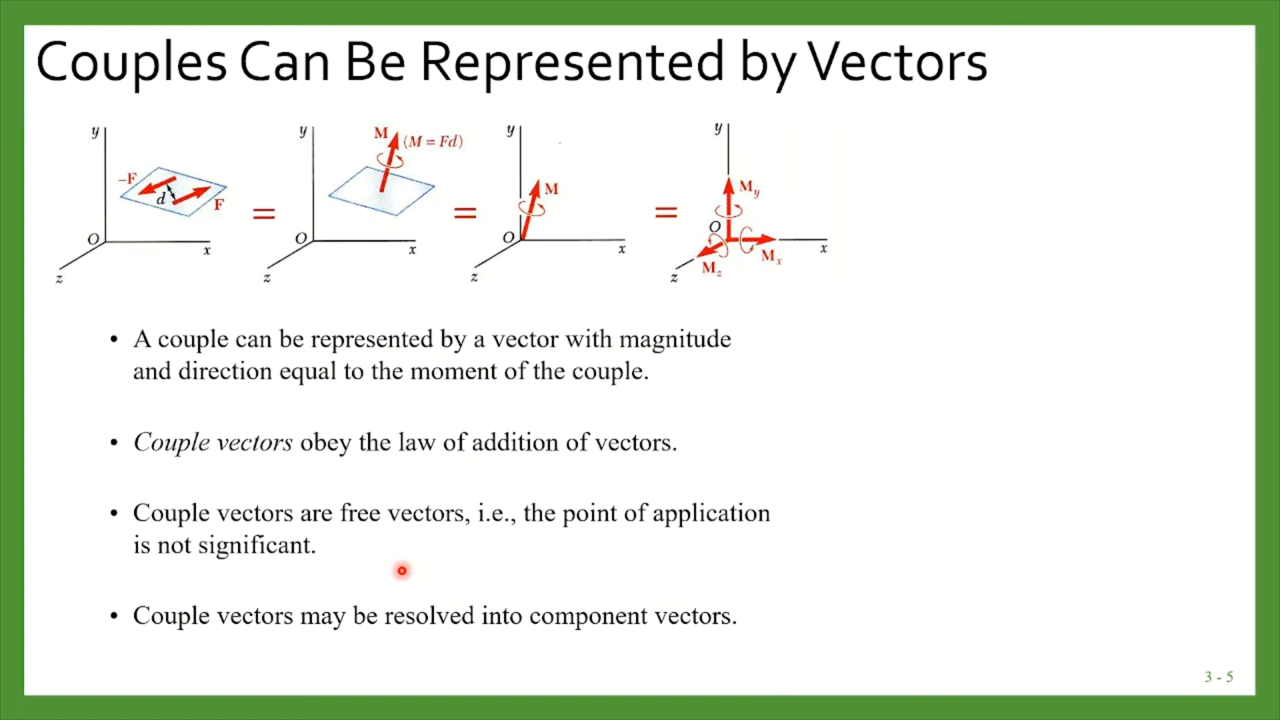 Couples Can Be Represented by Vectors
y
–F
d
F
O
x
z
=
y
M
(M = Fd)
O
x
z
=
y
M
O
x
z
=
y
M_y
O
x
M_x
M_z
z
• A couple can be represented by a vector with magnitude
and direction equal to the moment of the couple.
• Couple vectors obey the law of addition of vectors.
• Couple vectors are free vectors, i.e., the point of application
is not significant.
• Couple vectors may be resolved into component vectors.
3 - 5